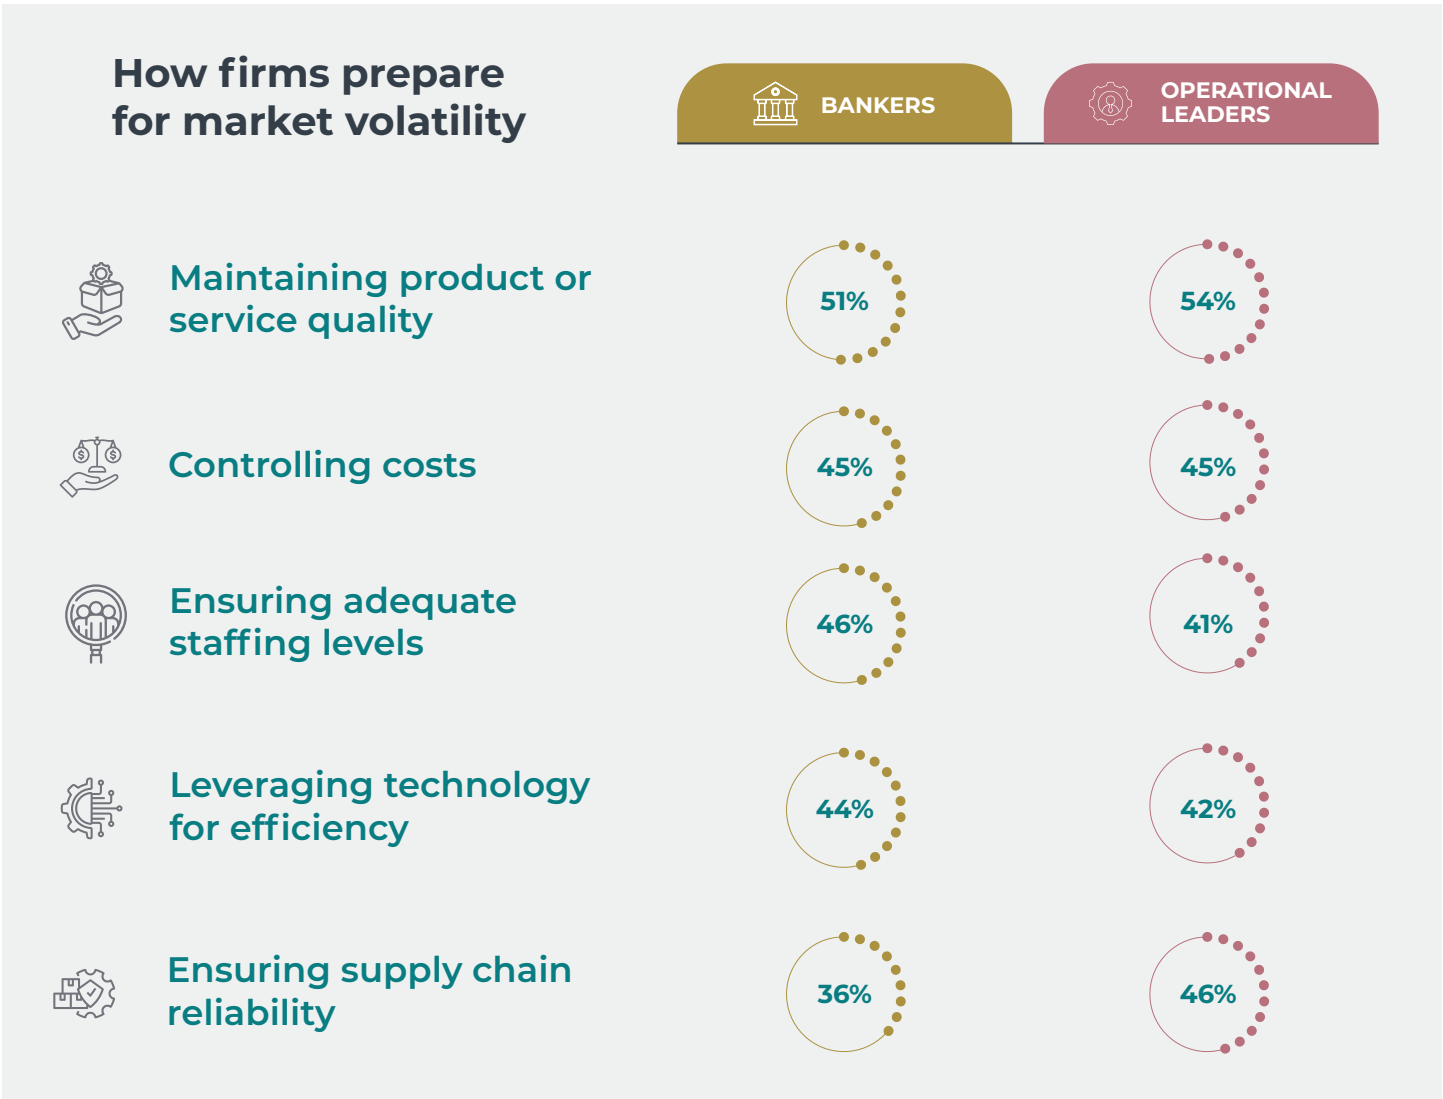 How firms prepare
for market volatility
BANKERS
OPERATIONAL
LEADERS
Maintaining product or
service quality
51%
54%
Controlling costs
45%
45%
Ensuring adequate
staffing levels
46%
41%
Leveraging technology
for efficiency
44%
42%
Ensuring supply chain
reliability
36%
46%